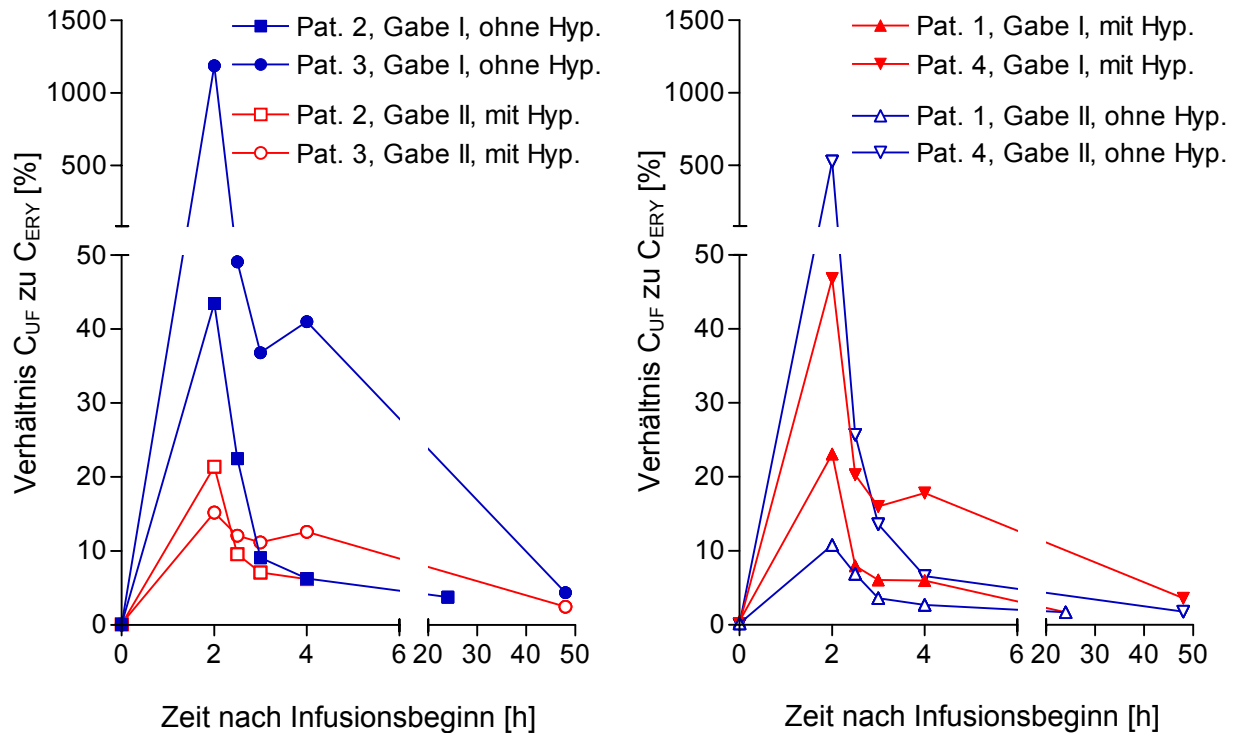 Verhältnis CUF zu CERY [%]
1500
1000
500
50
40
30
20
10
0
Pat. 2, Gabe I, ohne Hyp.
Pat. 3, Gabe I, ohne Hyp.
Pat. 2, Gabe II, mit Hyp.
Pat. 3, Gabe II, mit Hyp.
0 2 4 6 20 30 40 50
Zeit nach Infusionsbeginn [h]
Verhältnis CUF zu CERY [%]
1500
1000
500
50
40
30
20
10
0
Pat. 1, Gabe I, mit Hyp.
Pat. 4, Gabe I, mit Hyp.
Pat. 1, Gabe II, ohne Hyp.
Pat. 4, Gabe II, ohne Hyp.
0 2 4 6 20 30 40 50
Zeit nach Infusionsbeginn [h]